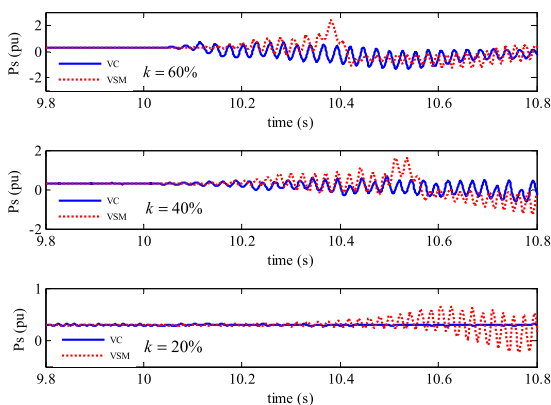 2
0
-2
Ps (pu)
VC
VSM
k = 60%
9.8 10 10.2 10.4 10.6 10.8
time (s)
2
0
-2
Ps (pu)
VC
VSM
k = 40%
9.8 10 10.2 10.4 10.6 10.8
time (s)
1
0
Ps (pu)
VC
VSM
k = 20%
9.8 10 10.2 10.4 10.6 10.8
time (s)